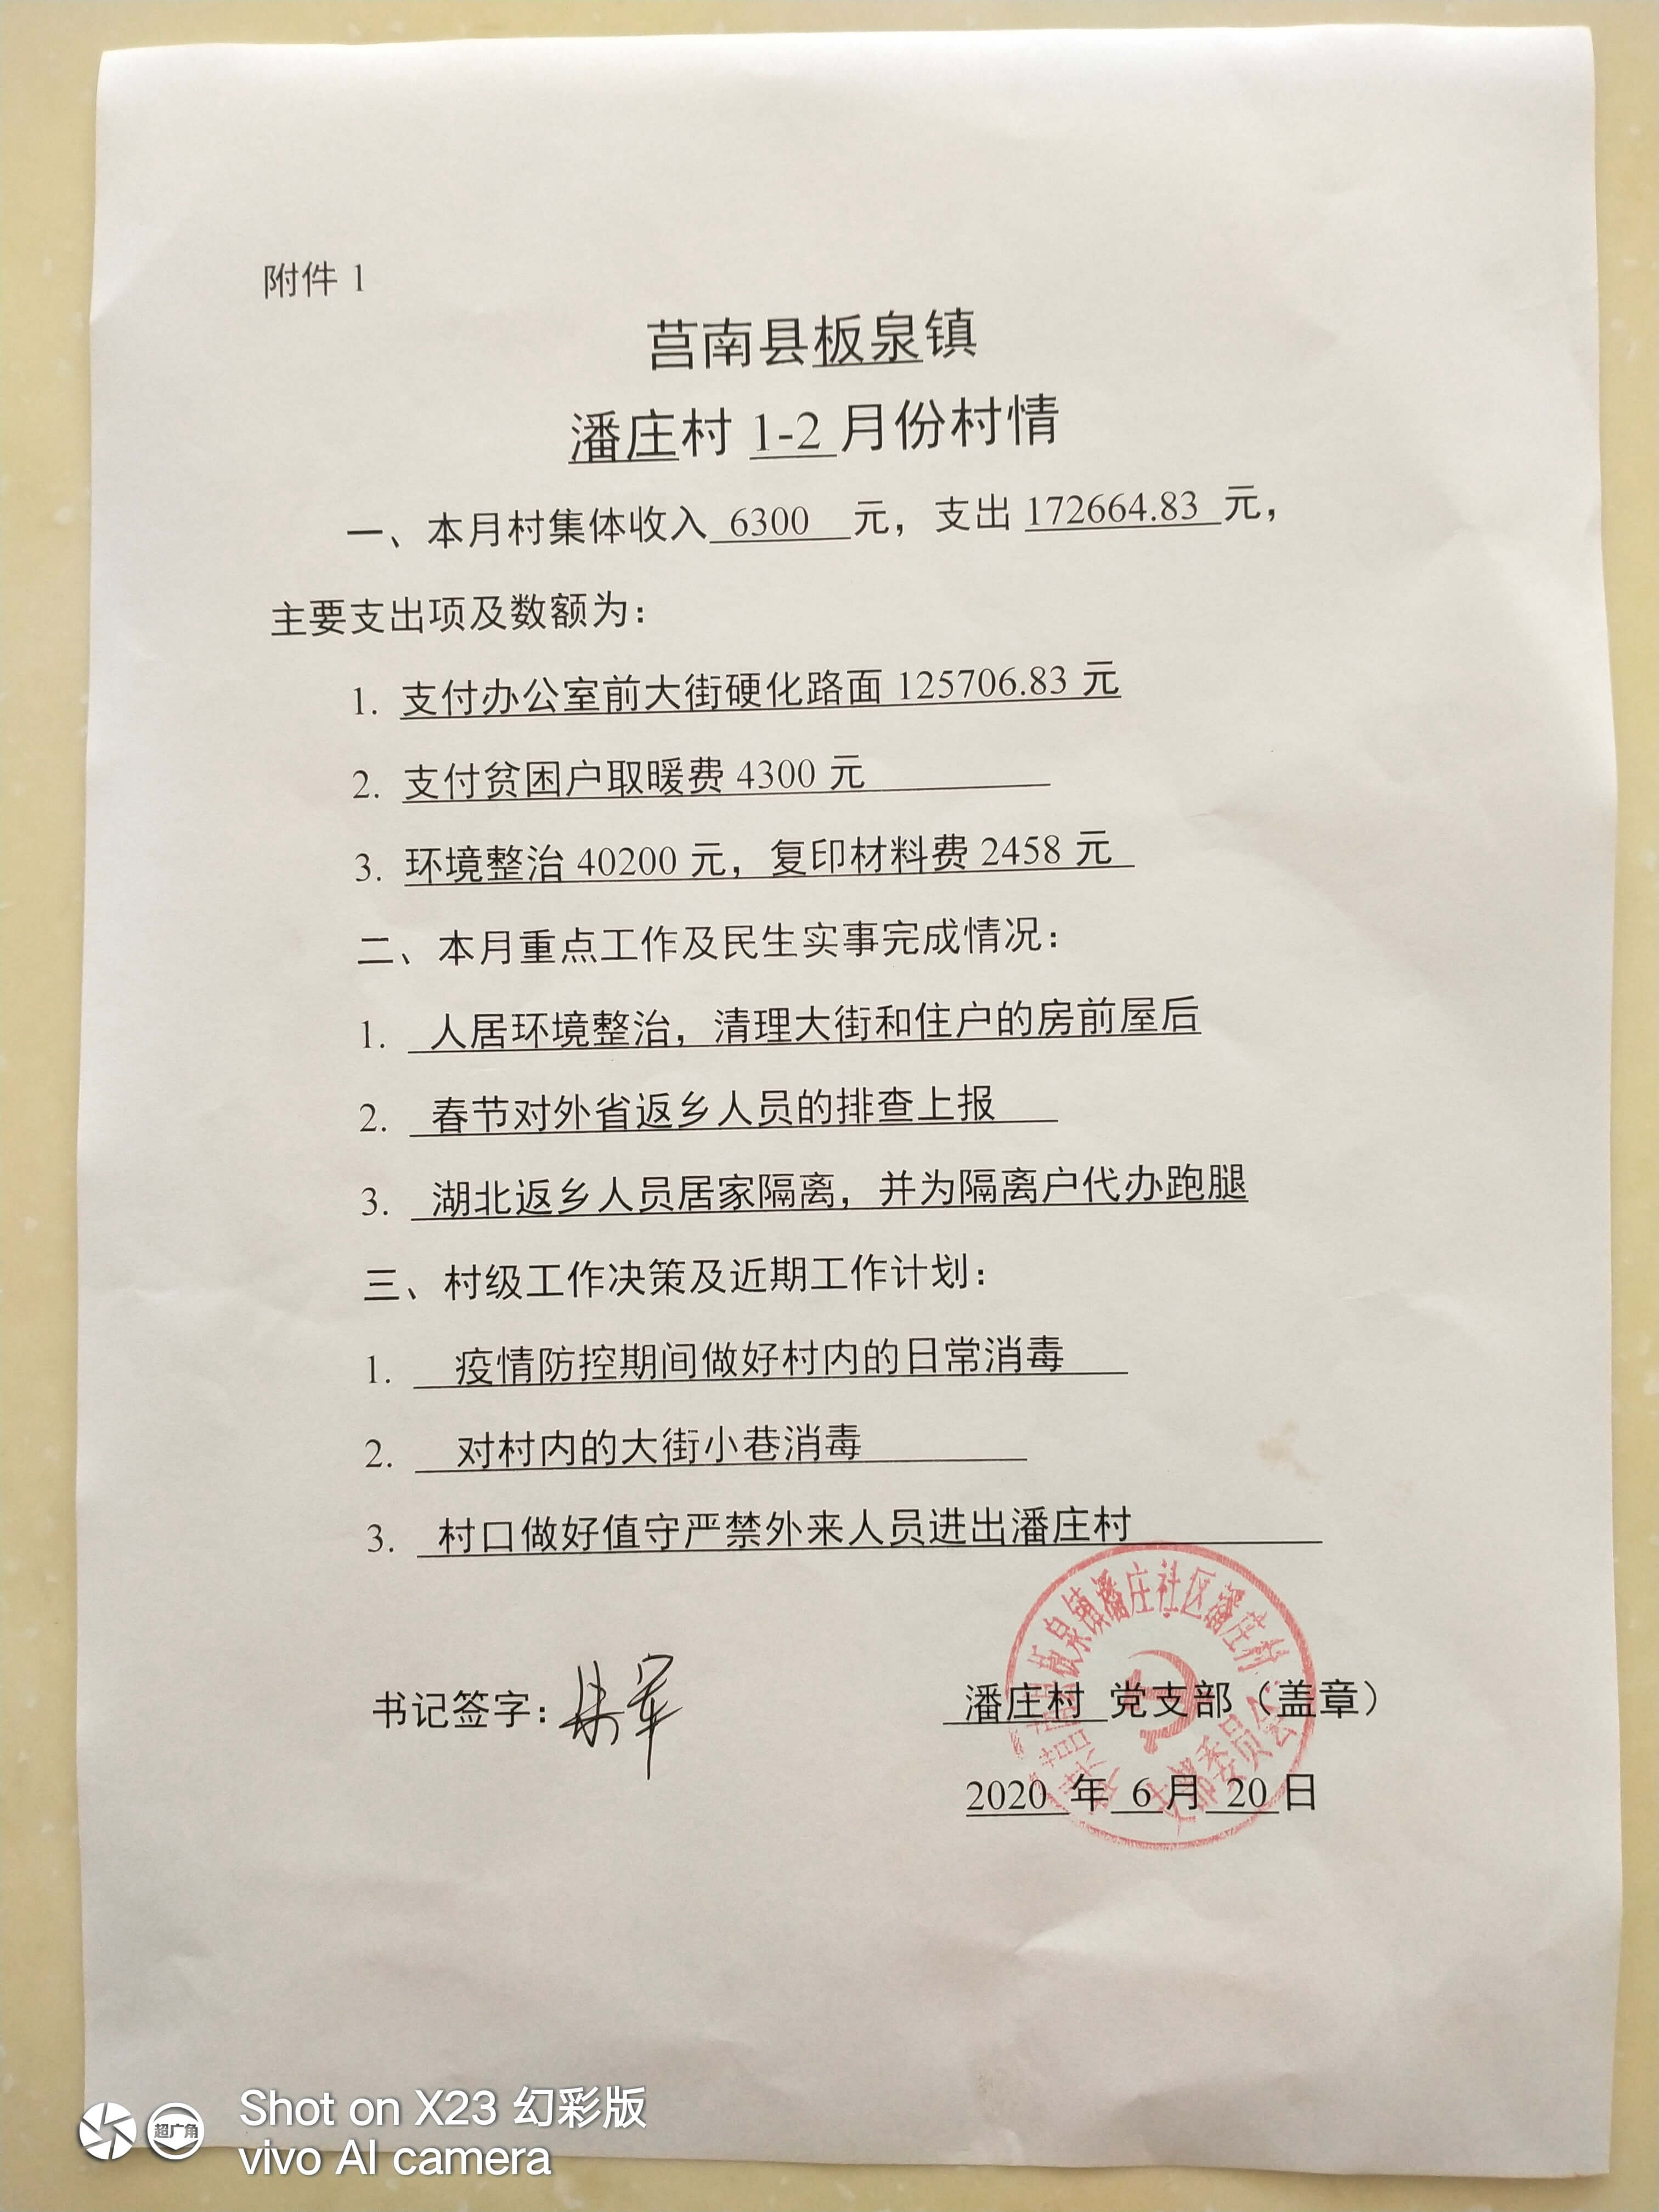 附件 1
莒南县板泉镇
潘庄村 1-2 月份村情
一、本月村集体收入 6300 元，支出 172664.83 元，
主要支出项及数额为：
1. 支付办公室前大街硬化路面 125706.83 元
2. 支付贫困户取暖费 4300 元
3. 环境整治 40200 元，复印材料费 2458 元
二、本月重点工作及民生实事完成情况：
1. 人居环境整治，清理大街和住户的房前屋后
2. 春节对外省返乡人员的排查上报
3. 湖北返乡人员居家隔离，并为隔离户代办跑腿
三、村级工作决策及近期工作计划：
1. 疫情防控期间做好村内的日常消毒
2. 对村内的大街小巷消毒
3. 村口做好值守严禁外来人员进出潘庄村
书记签字：
潘庄村 党支部（盖章）
2020 年 6 月 20 日
板泉镇潘庄社区潘庄村
支部委员会
超广角
Shot on X23 幻彩版
vivo AI camera